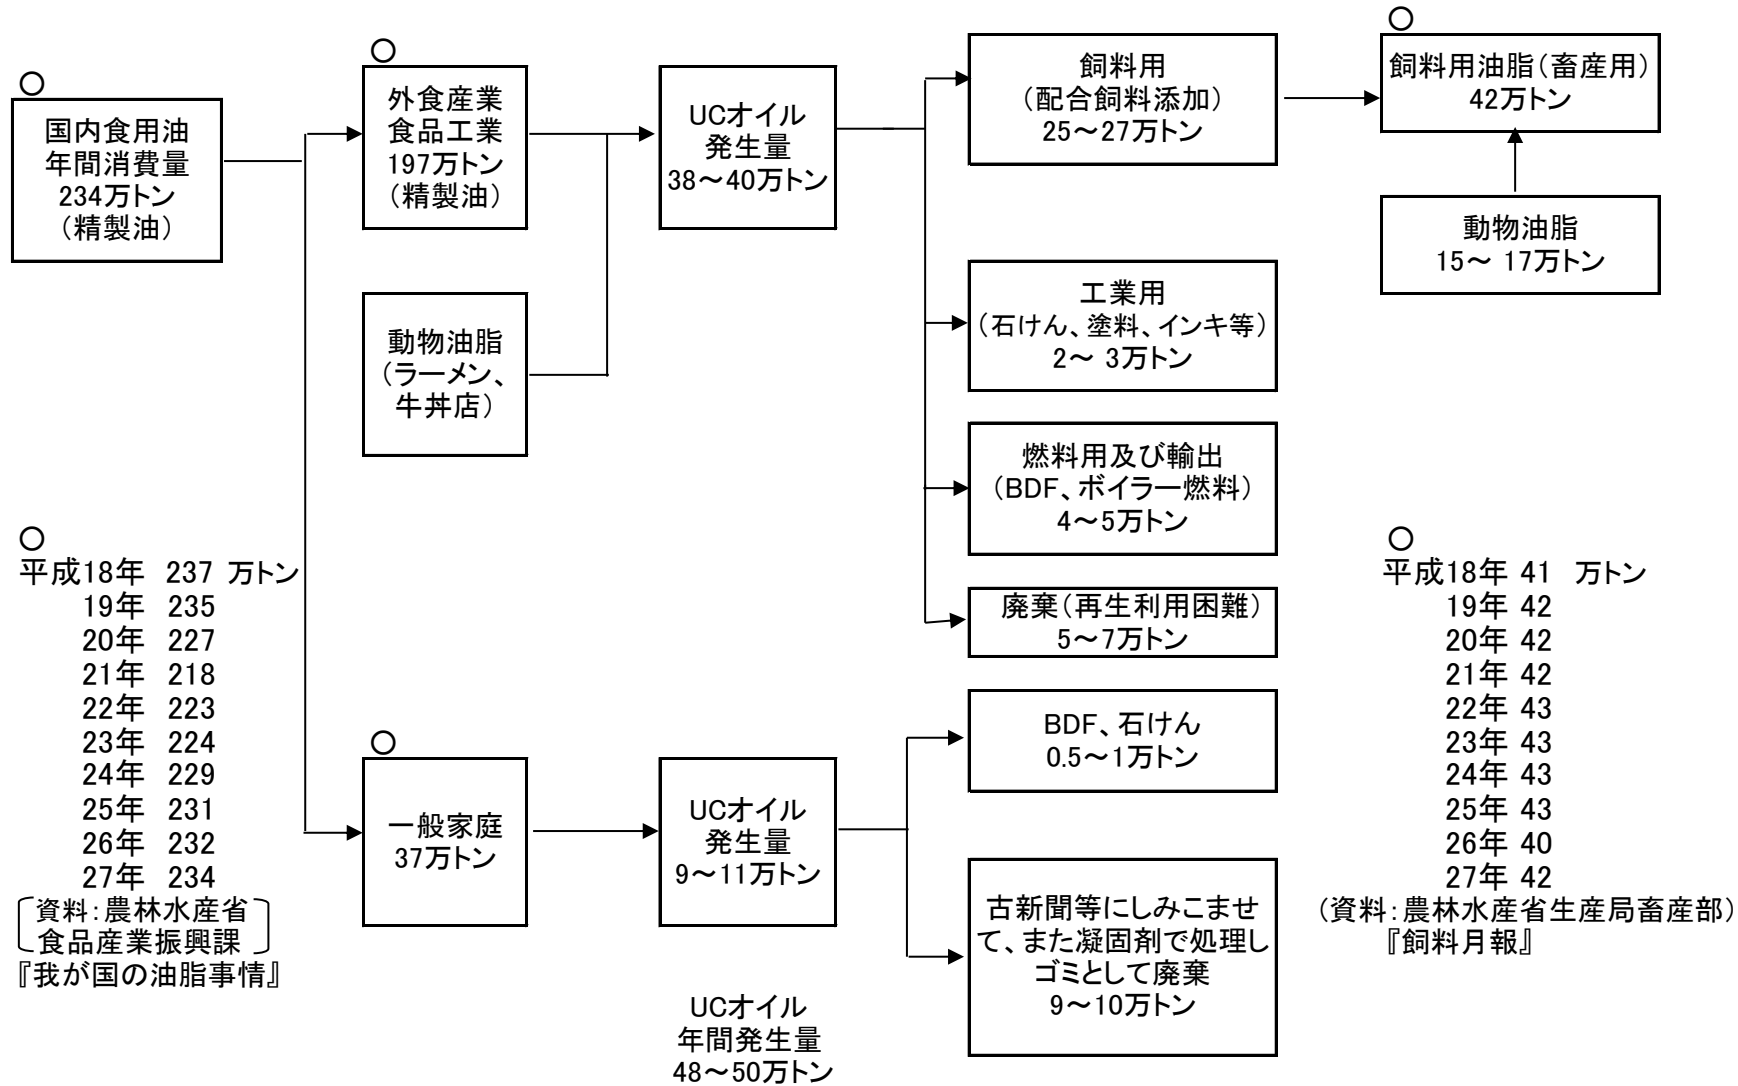 ○
国内食用油
年間消費量
234万トン
（精製油）
○
外食産業
食品工業
197万トン
（精製油）
動物油脂
（ラーメン、
牛丼店）
UCオイル
発生量
38～40万トン
飼料用
（配合飼料添加）
25～27万トン
○
飼料用油脂（畜産用）
42万トン
動物油脂
15～ 17万トン
工業用
（石けん、塗料、インキ等）
2～ 3万トン
燃料用及び輸出
（BDF、ボイラー燃料）
4～5万トン
廃棄（再生利用困難）
5～7万トン
○
一般家庭
37万トン
UCオイル
発生量
9～11万トン
BDF、石けん
0.5～1万トン
古新聞等にしみこませ
て、また凝固剤で処理し
ゴミとして廃棄
9～10万トン
UCオイル
年間発生量
48～50万トン
○
平成18年 237 万トン
19年 235
20年 227
21年 218
22年 223
23年 224
24年 229
25年 231
26年 232
27年 234
資料：農林水産省
食品産業振興課
『我が国の油脂事情』
○
平成18年 41 万トン
19年 42
20年 42
21年 42
22年 43
23年 43
24年 43
25年 43
26年 40
27年 42
（資料：農林水産省生産局畜産部）
『飼料月報』